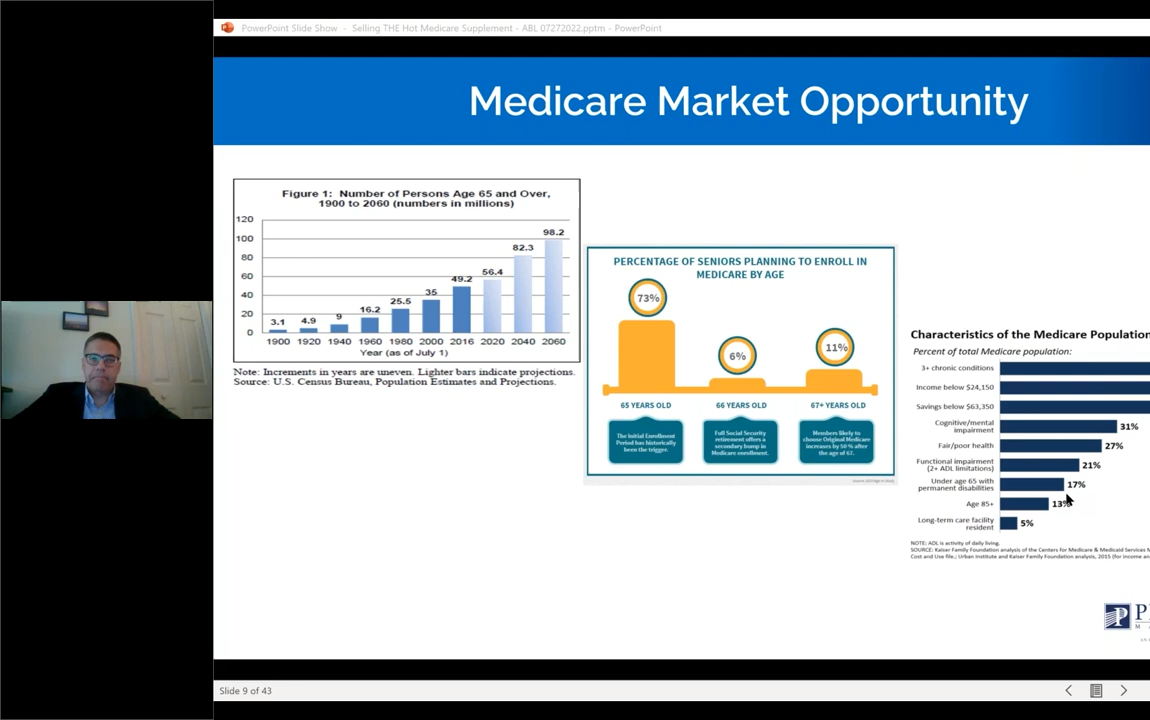 PowerPoint Slide Show - Selling THE Hot Medicare Supplement - ABL 07272022.pptm - PowerPoint
Medicare Market Opportunity
Figure 1: Number of Persons Age 65 and Over,
1900 to 2060 (numbers in millions)
120
100
80
60
40
20
0
3.1
4.9
9
16.2
25.5
35
49.2
56.4
82.3
98.2
1900 1920 1940 1960 1980 2000 2016 2020 2040 2060
Year (as of July 1)
Note: Increments in years are uneven. Lighter bars indicate projections.
Source: U.S. Census Bureau, Population Estimates and Projections.
PERCENTAGE OF SENIORS PLANNING TO ENROLL IN
MEDICARE BY AGE
73%
6%
11%
65 YEARS OLD
66 YEARS OLD
67+ YEARS OLD
The Initial Enrollment
Period has historically
been the trigger.
Full Social Security
retirement offers a
secondary bump in
Medicare enrollment.
Members likely to
choose Original Medicare
increases by 50 % after
the age of 67.
Characteristics of the Medicare Population
Percent of total Medicare population:
3+ chronic conditions
Income below $24,150
Savings below $63,350
Cognitive/mental
impairment
31%
Fair/poor health
27%
Functional impairment
(2+ ADL limitations)
21%
Under age 65 with
permanent disabilities
17%
Age 85+
13%
Long-term care facility
resident
5%
NOTE: ADL is activity of daily living.
SOURCE: Kaiser Family Foundation analysis of the Centers for Medicare & Medicaid Services M
Cost and Use file.; Urban Institute and Kaiser Family Foundation analysis, 2015 (for income an
P
M
AN
Slide 9 of 43